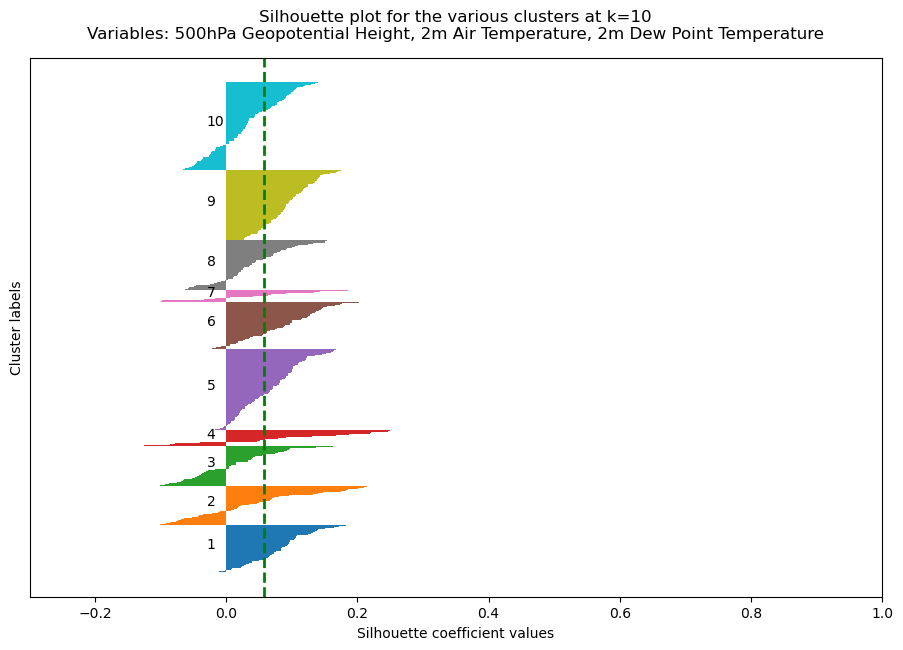 Silhouette plot for the various clusters at k=10
Variables: 500hPa Geopotential Height, 2m Air Temperature, 2m Dew Point Temperature
Cluster labels
10
9
8
7
6
5
4
3
2
1
−0.2 0.0 0.2 0.4 0.6 0.8 1.0
Silhouette coefficient values